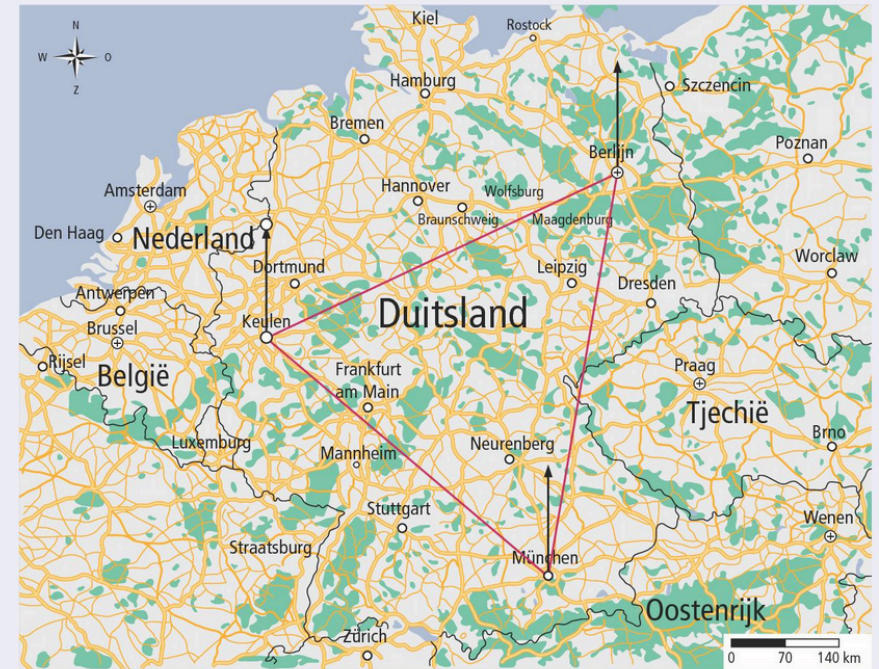 N
W
O
Z
Kiel
Rostock
Hamburg
Szczencin
Bremen
Berlijn
Poznan
Amsterdam
Hannover
Wolfsburg
Braunschweig
Maagdenburg
Den Haag
Nederland
Dortmund
Leipzig
Worclaw
Dresden
Antwerpen
Duitsland
Brussel
Keulen
Rijsel
België
Frankfurt
am Main
Praag
Tjechië
Luxemburg
Mannheim
Neurenberg
Brno
Stuttgart
Wenen
Straatsburg
München
Oostenrijk
Zürich
0 70 140 km